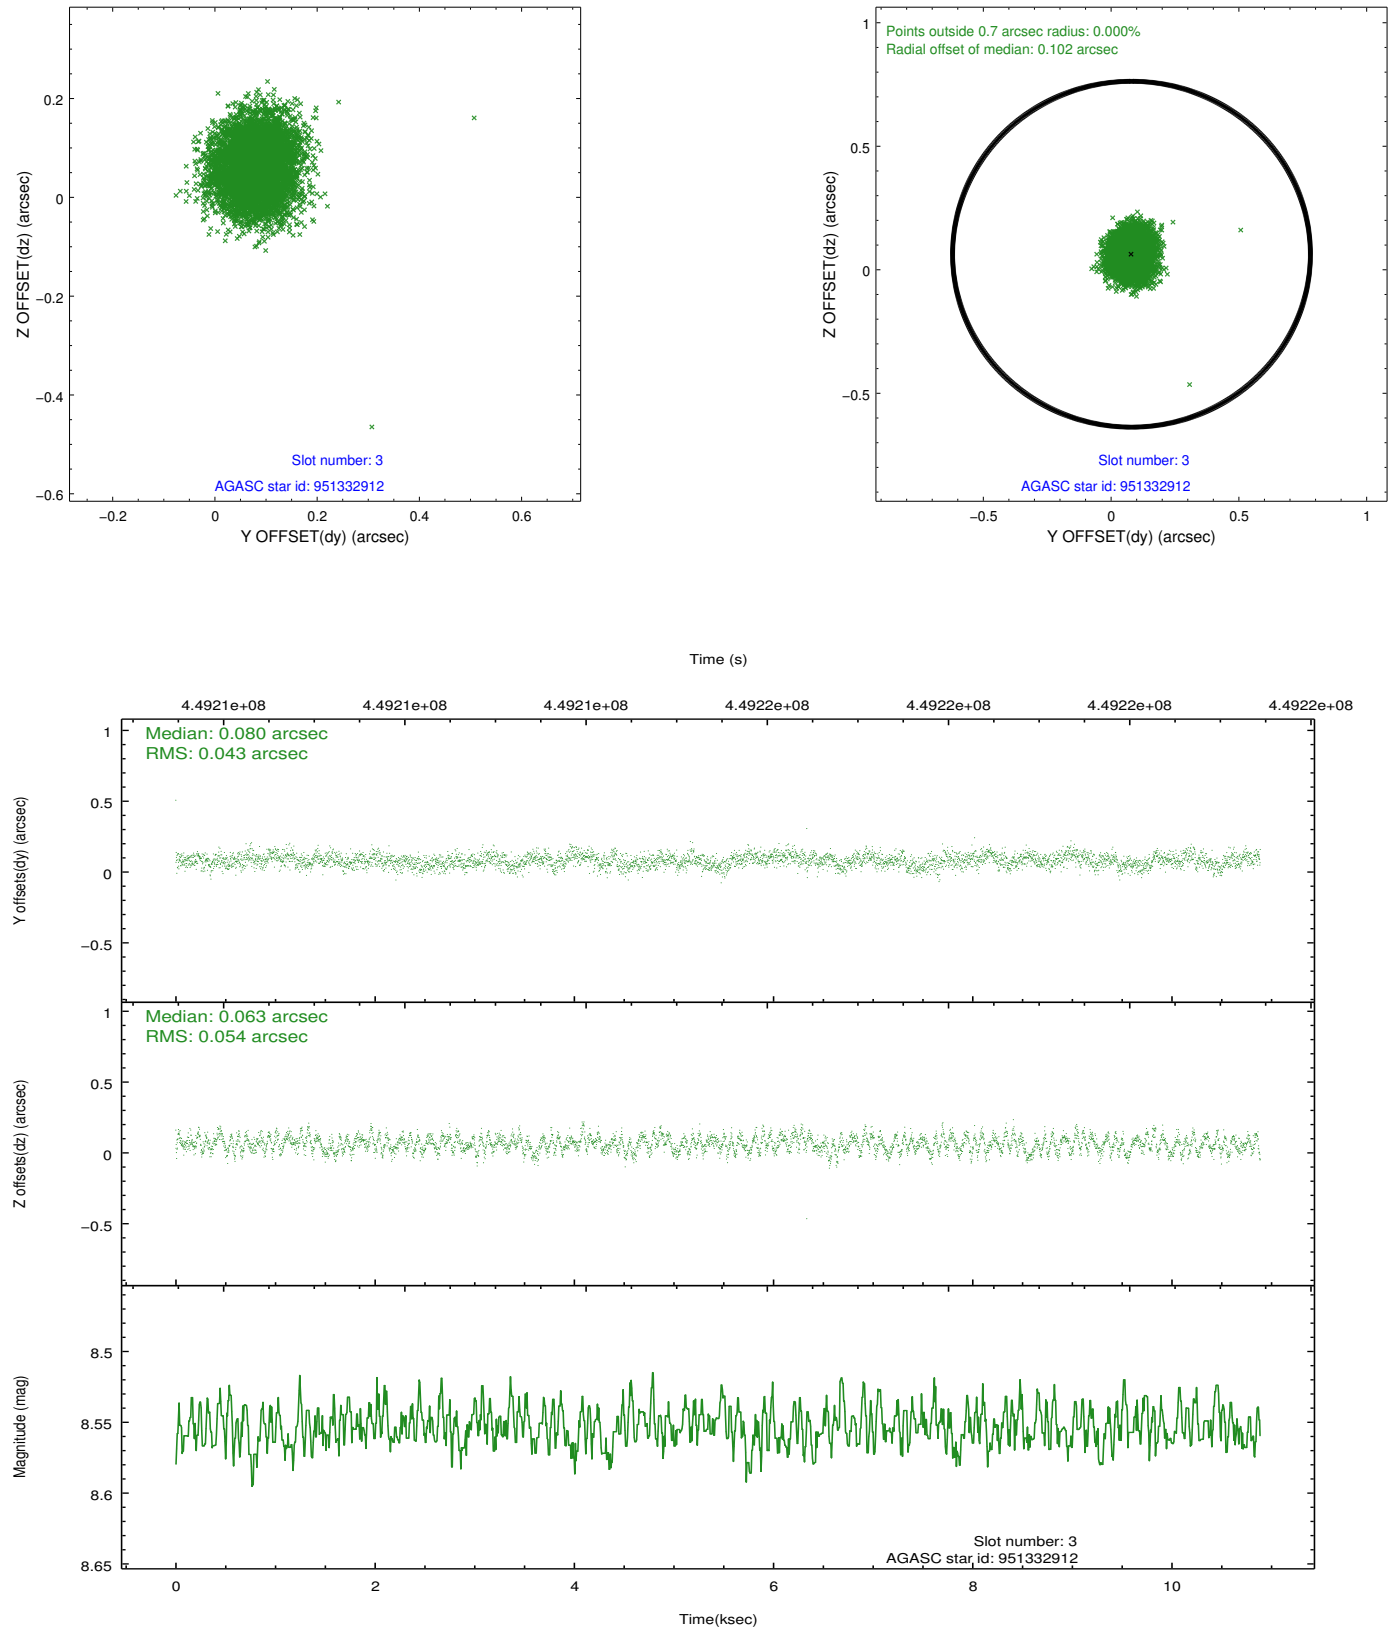 0.2
0
−0.2
−0.4
−0.6
Z OFFSET(dz) (arcsec)
Slot number: 3
AGASC star id: 951332912
−0.2 0 0.2 0.4 0.6
Y OFFSET(dy) (arcsec)
Points outside 0.7 arcsec radius: 0.000%
Radial offset of median: 0.102 arcsec
1
0.5
0
−0.5
Z OFFSET(dz) (arcsec)
Slot number: 3
AGASC star id: 951332912
−0.5 0 0.5 1
Y OFFSET(dy) (arcsec)
Time (s)
4.4921e+08 4.4921e+08 4.4921e+08 4.4922e+08 4.4922e+08 4.4922e+08 4.4922e+08
Median: 0.080 arcsec
RMS: 0.043 arcsec
1
0.5
0
−0.5
Y offsets(dy) (arcsec)
Median: 0.063 arcsec
RMS: 0.054 arcsec
1
0.5
0
−0.5
Z offsets(dz) (arcsec)
8.5
8.55
8.6
8.65
Magnitude (mag)
Slot number: 3
AGASC star id: 951332912
0 2 4 6 8 10
Time(ksec)